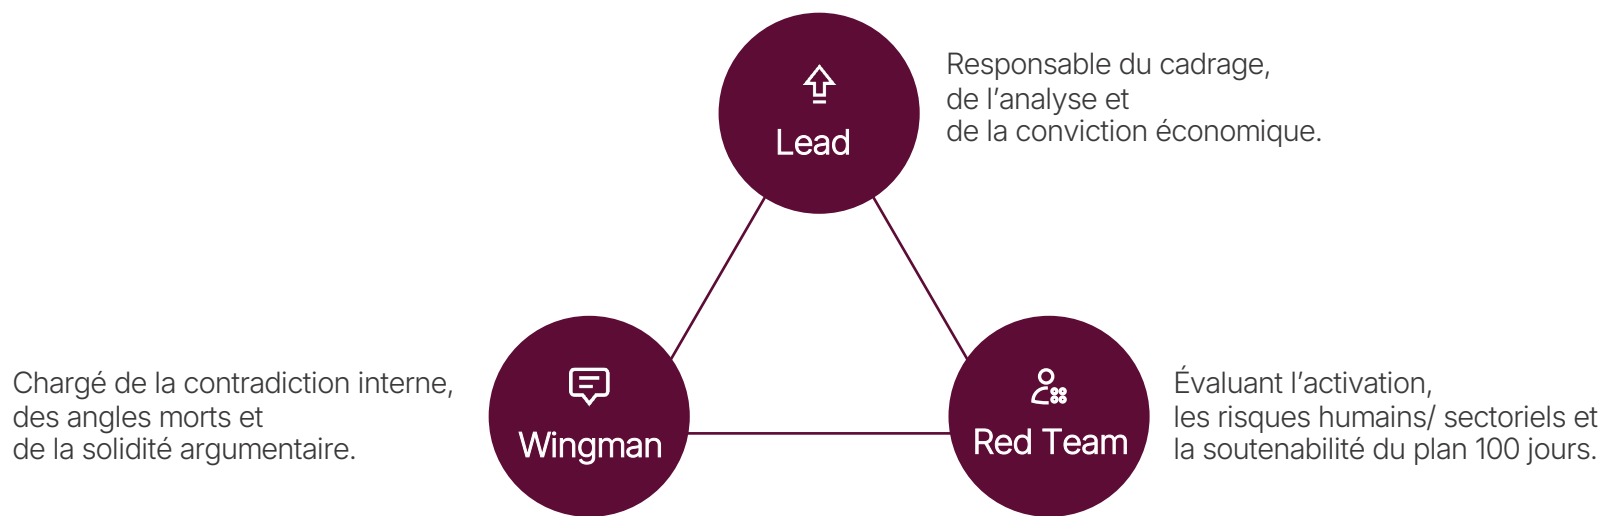 Lead
Responsable du cadrage,
de l’analyse et
de la conviction économique.
Chargé de la contradiction interne,
des angles morts et
de la solidité argumentaire.
Wingman
Red Team
Évaluant l’activation,
les risques humains/ sectoriels et
la soutenabilité du plan 100 jours.